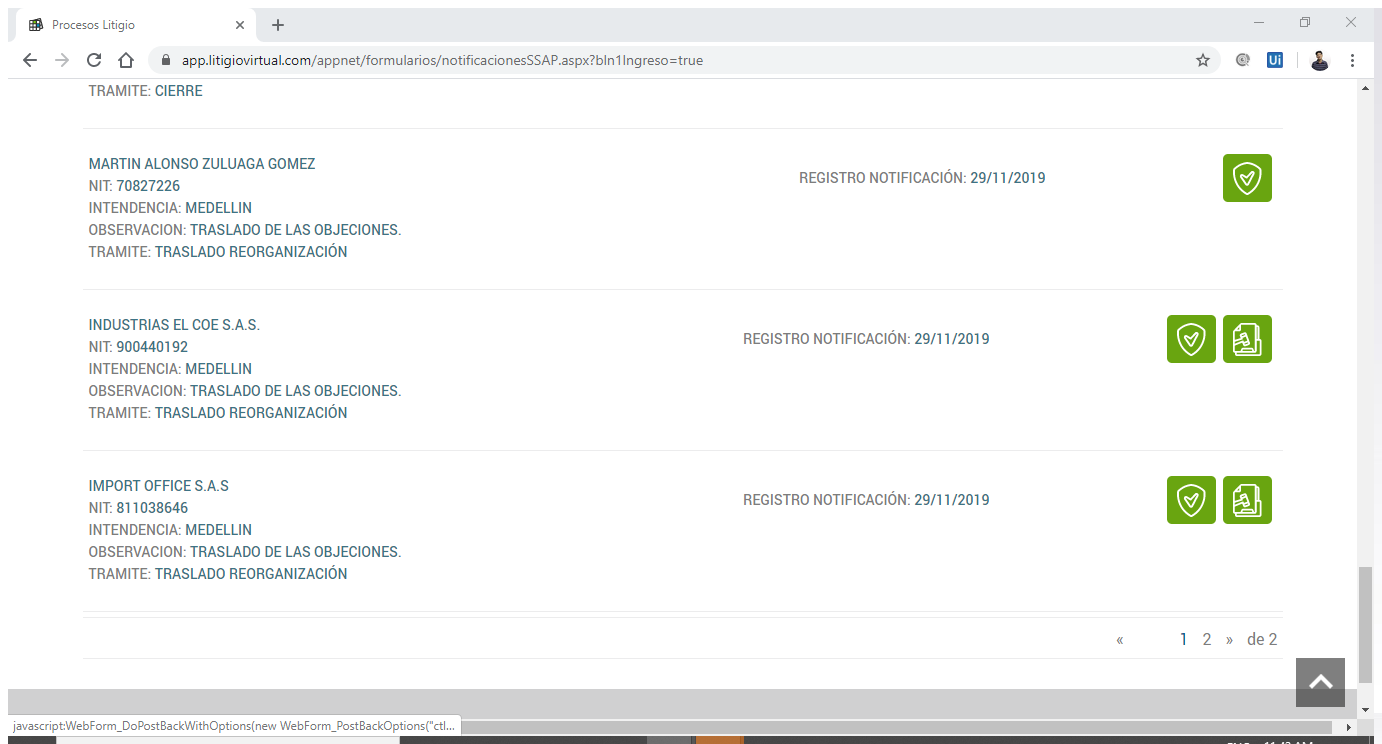 Procesos Litigio
app.litigiovirtual.com/appnet/formularios/notificacionesSSAP.aspx?bln1Ingreso=true
Ui
TRAMITE: CIERRE
MARTIN ALONSO ZULUAGA GOMEZ
NIT: 70827226
INTENDENCIA: MEDELLIN
OBSERVACION: TRASLADO DE LAS OBJECIONES.
TRAMITE: TRASLADO REORGANIZACIÓN
REGISTRO NOTIFICACIÓN: 29/11/2019
INDUSTRIAS EL COE S.A.S.
NIT: 900440192
INTENDENCIA: MEDELLIN
OBSERVACION: TRASLADO DE LAS OBJECIONES.
TRAMITE: TRASLADO REORGANIZACIÓN
REGISTRO NOTIFICACIÓN: 29/11/2019
IMPORT OFFICE S.A.S
NIT: 811038646
INTENDENCIA: MEDELLIN
OBSERVACION: TRASLADO DE LAS OBJECIONES.
TRAMITE: TRASLADO REORGANIZACIÓN
REGISTRO NOTIFICACIÓN: 29/11/2019
« 1 2 » de 2
javascript:WebForm_DoPostBackWithOptions(new WebForm_PostBackOptions("ctl...